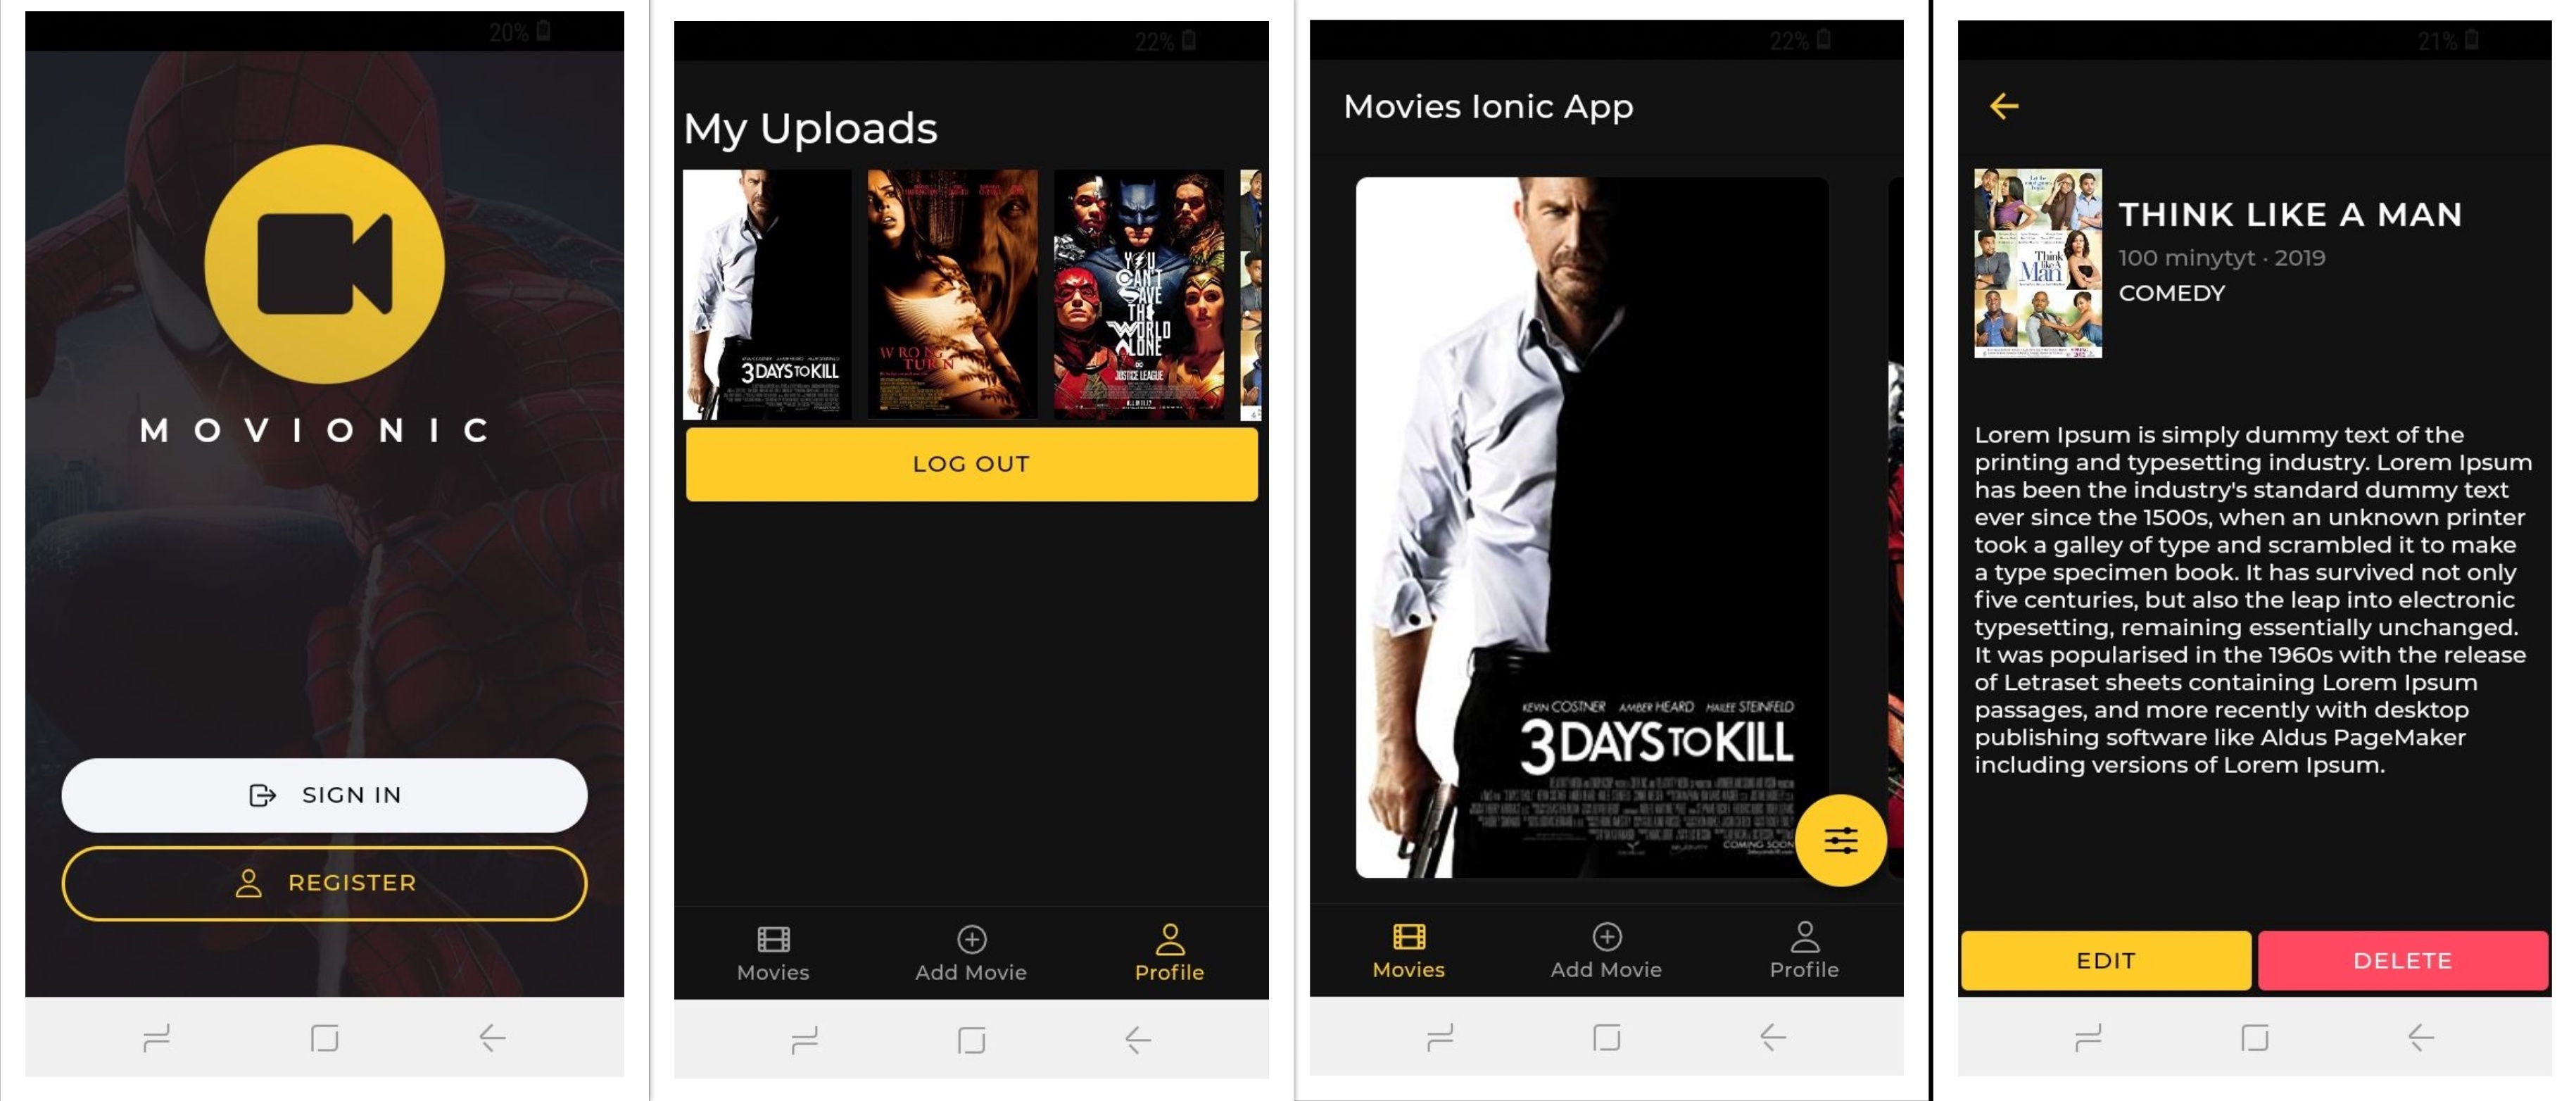 20%
MOVIONIC
SIGN IN
REGISTER
22%
My Uploads
3 DAYS TO KILL
WRONG
TURN
YOU
CAN'T
SAVE
THE
WORLD
ALONE
JUSTICE LEAGUE
LOG OUT
Movies
Add Movie
Profile
22%
Movies Ionic App
KEVIN COSTNER AMBER HEARD HAILEE STEINFELD
3 DAYS TO KILL
COMING SOON
Movies
Add Movie
Profile
21%
Think
Like A
Man
THINK LIKE A MAN
100 minytyt · 2019
COMEDY
Lorem Ipsum is simply dummy text of the
printing and typesetting industry. Lorem Ipsum
has been the industry's standard dummy text
ever since the 1500s, when an unknown printer
took a galley of type and scrambled it to make
a type specimen book. It has survived not only
five centuries, but also the leap into electronic
typesetting, remaining essentially unchanged.
It was popularised in the 1960s with the release
of Letraset sheets containing Lorem Ipsum
passages, and more recently with desktop
publishing software like Aldus PageMaker
including versions of Lorem Ipsum.
EDIT
DELETE